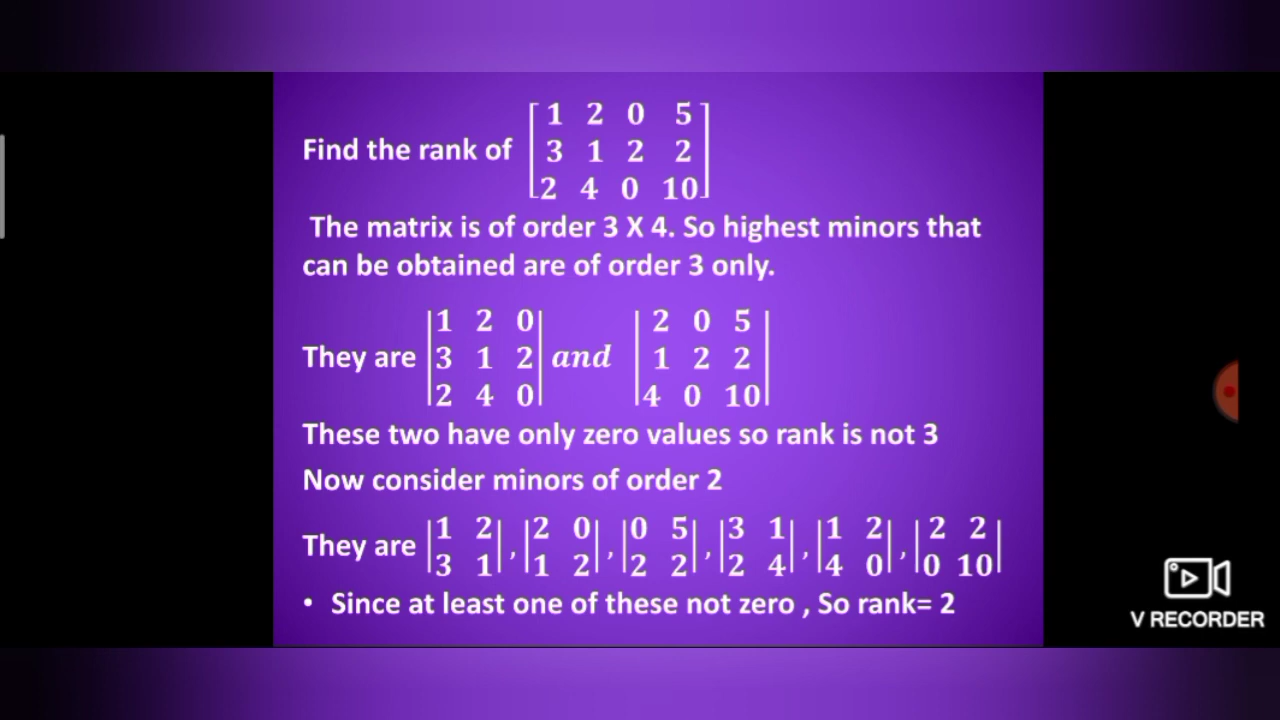 Find the rank of [1 2 0 5
3 1 2 2
2 4 0 10]
The matrix is of order 3 X 4. So highest minors that
can be obtained are of order 3 only.
They are |1 2 0| and |2 0 5|
|3 1 2| |1 2 2|
|2 4 0| |4 0 10|
These two have only zero values so rank is not 3
Now consider minors of order 2
They are |1 2|, |2 0|, |0 5|, |3 1|, |1 2|, |2 2|
|3 1| |1 2| |2 2| |2 4| |4 0| |0 10|
• Since at least one of these not zero , So rank= 2
V RECORDER